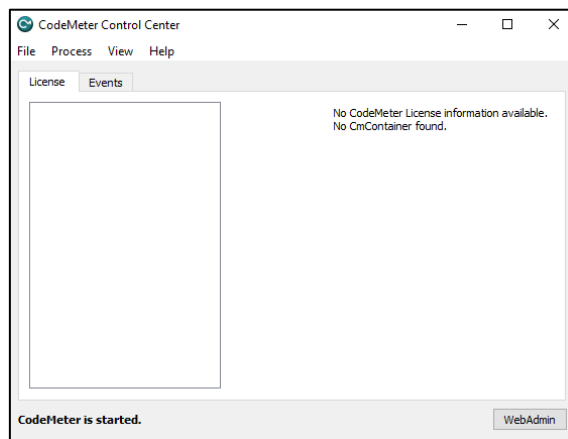 CodeMeter Control Center
File Process View Help
License Events
No CodeMeter License information available.
No CmContainer found.
CodeMeter is started.
WebAdmin